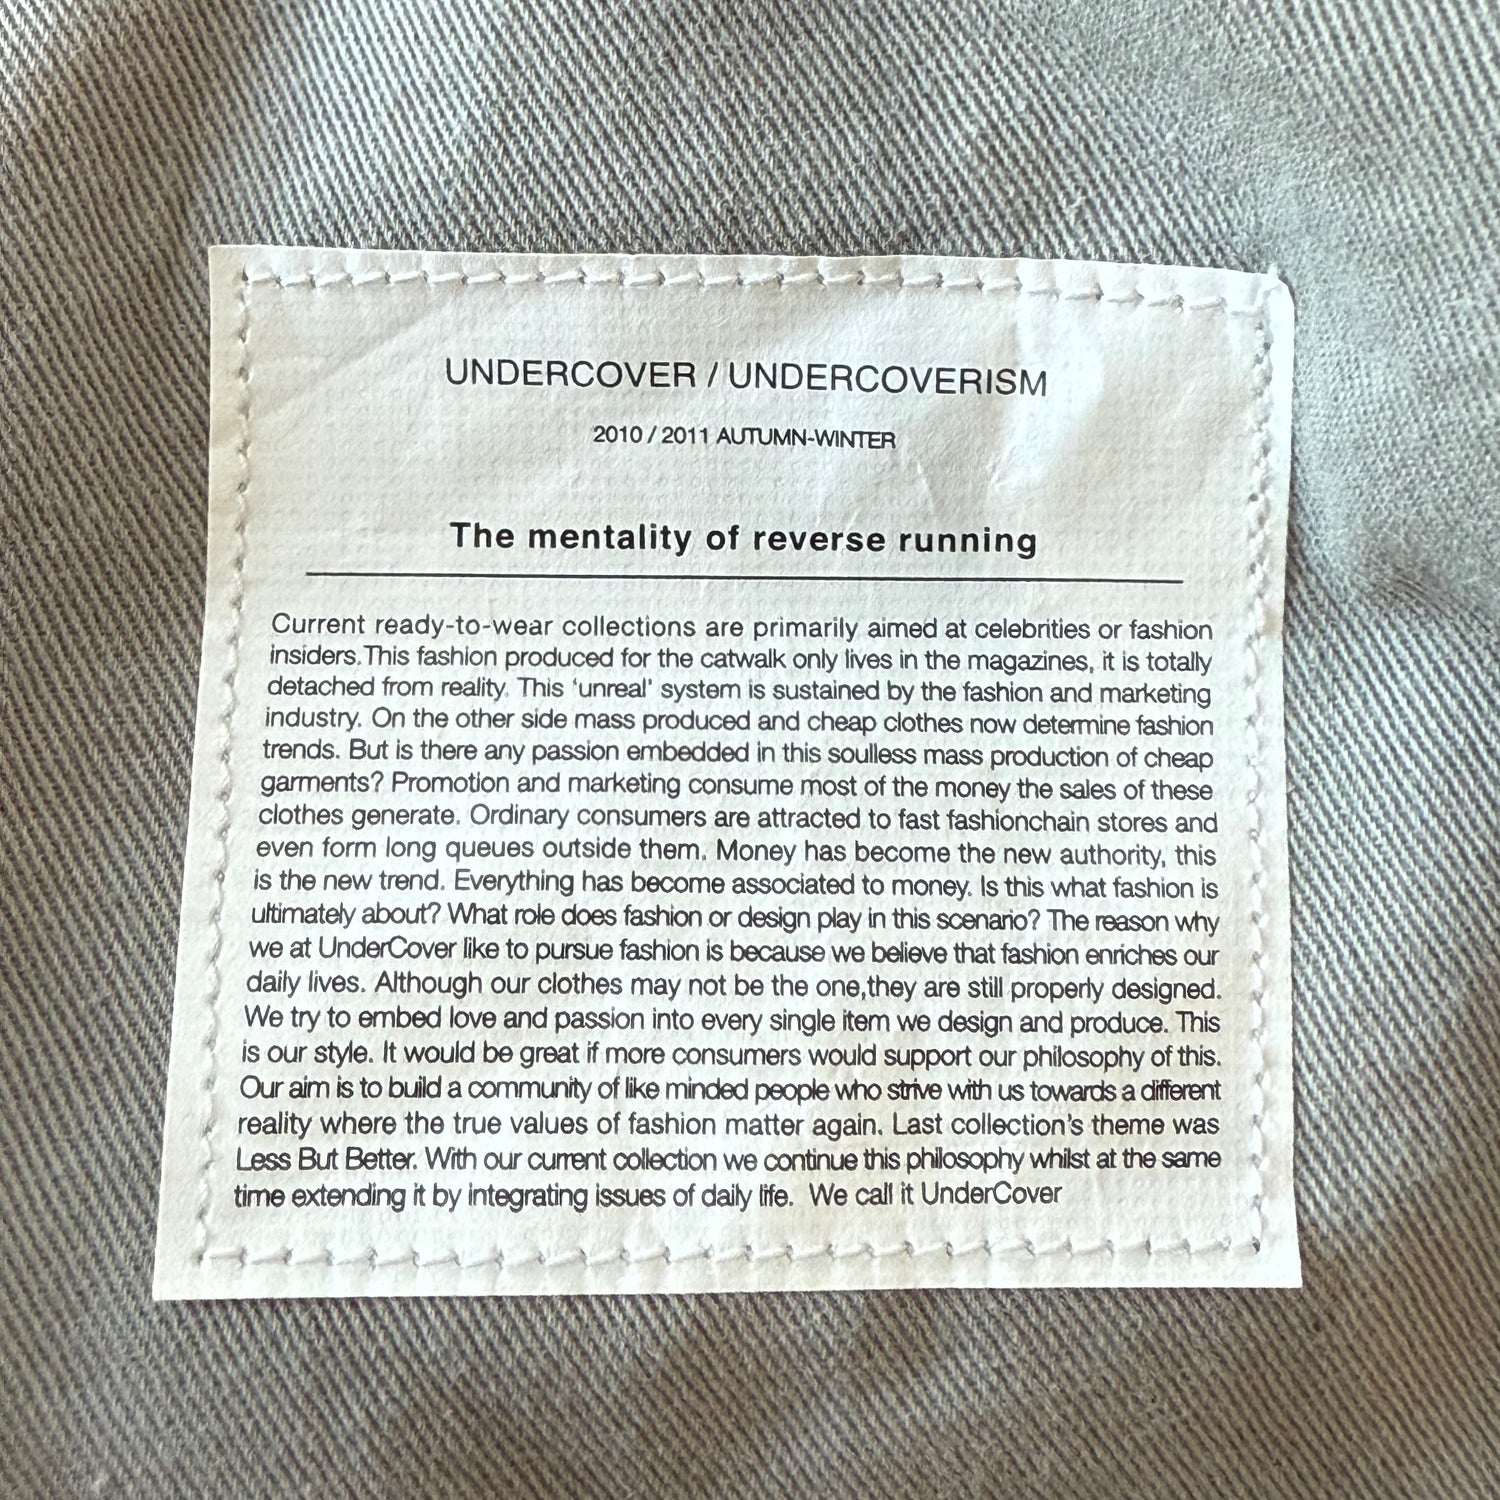 UNDERCOVER / UNDERCOVERISM
2010 / 2011 AUTUMN-WINTER
The mentality of reverse running
Current ready-to-wear collections are primarily aimed at celebrities or fashion
insiders.This fashion produced for the catwalk only lives in the magazines, it is totally
detached from reality. This 'unreal' system is sustained by the fashion and marketing
industry. On the other side mass produced and cheap clothes now determine fashion
trends. But is there any passion embedded in this soulless mass production of cheap
garments? Promotion and marketing consume most of the money the sales of these
clothes generate. Ordinary consumers are attracted to fast fashionchain stores and
even form long queues outside them. Money has become the new authority, this
is the new trend. Everything has become associated to money. Is this what fashion is
ultimately about? What role does fashion or design play in this scenario? The reason why
we at UnderCover like to pursue fashion is because we believe that fashion enriches our
daily lives. Although our clothes may not be the one,they are still properly designed.
We try to embed love and passion into every single item we design and produce. This
is our style. It would be great if more consumers would support our philosophy of this.
Our aim is to build a community of like minded people who strive with us towards a different
reality where the true values of fashion matter again. Last collection's theme was
Less But Better. With our current collection we continue this philosophy whilst at the same
time extending it by integrating issues of daily life. We call it UnderCover